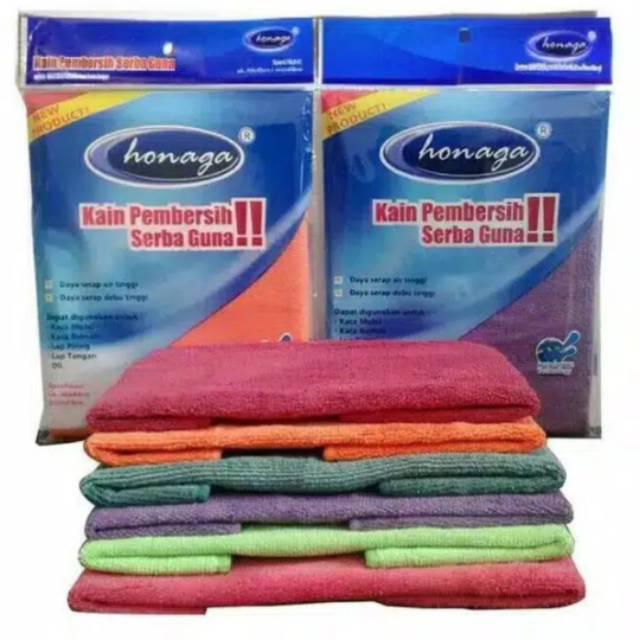 Kain Pembersih Serba Guna
honaga
honaga
NEW
PRODUCT!
honaga®
Kain Pembersih
Serba Guna!!
Daya serap air tinggi
Daya serap debu tinggi
Dapat digunakan untuk:
- Kaca Mobil
- Kaca Rumah
- Lap Piring
- Lap Tangan
- Dll.
NEW
PRODUCT!
honaga®
Kain Pembersih
Serba Guna!!
Daya serap air tinggi
Daya serap debu tinggi
Dapat digunakan untuk:
- Kaca Mobil
- Kaca Rumah
Technology